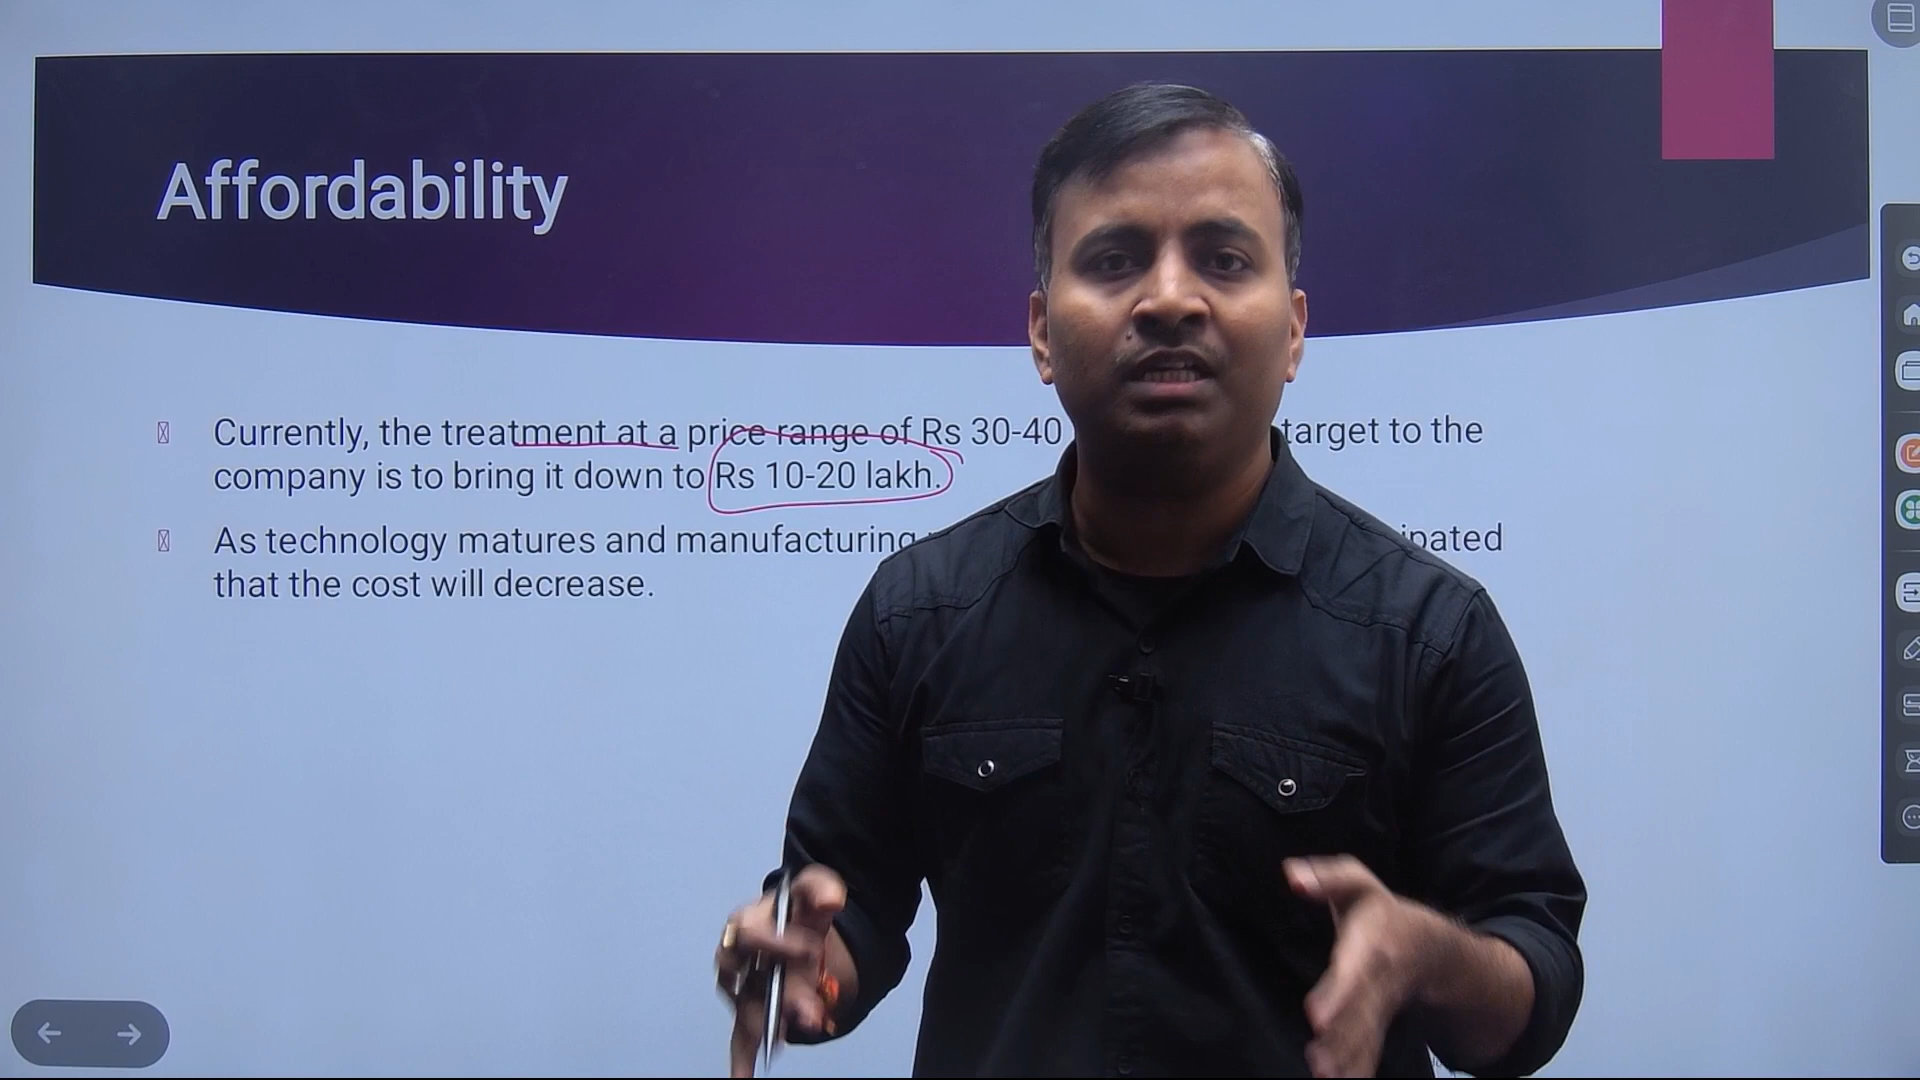 Affordability
Currently, the treatment at a price range of Rs 30-40 target to the
company is to bring it down to Rs 10-20 lakh.
As technology matures and manufacturing
that the cost will decrease.